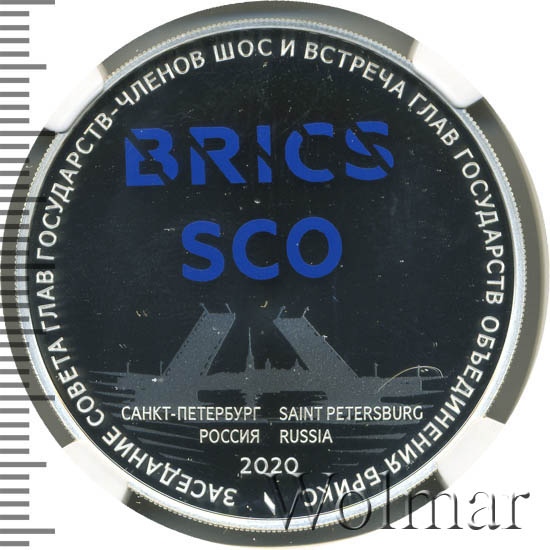 ЗАСЕДАНИЕ СОВЕТА ГЛАВ ГОСУДАРСТВ-ЧЛЕНОВ ШОС И ВСТРЕЧА ГЛАВ ГОСУДАРСТВ ОБЪЕДИНЕНИЯ БРИКС
BRICS
SCO
САНКТ-ПЕТЕРБУРГ SAINT PETERSBURG
РОССИЯ RUSSIA
2020
Wolmar